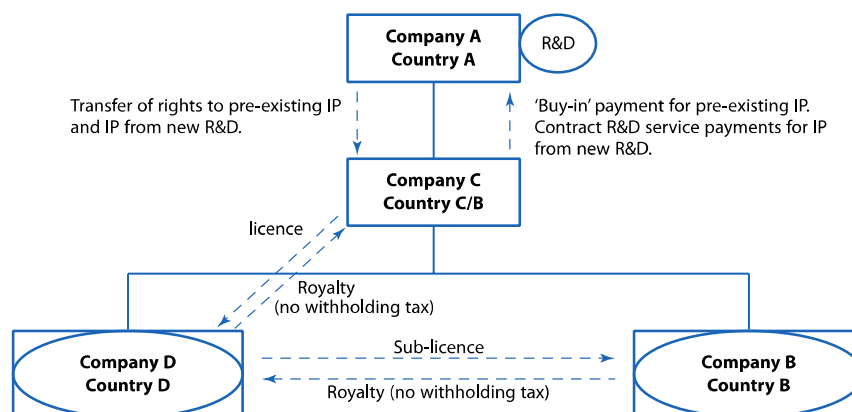 Company A
Country A
R&D
Transfer of rights to pre-existing IP
and IP from new R&D.
‘Buy-in’ payment for pre-existing IP.
Contract R&D service payments for IP
from new R&D.
Company C
Country C/B
licence
Royalty
(no withholding tax)
Company D
Country D
Sub-licence
Royalty (no withholding tax)
Company B
Country B